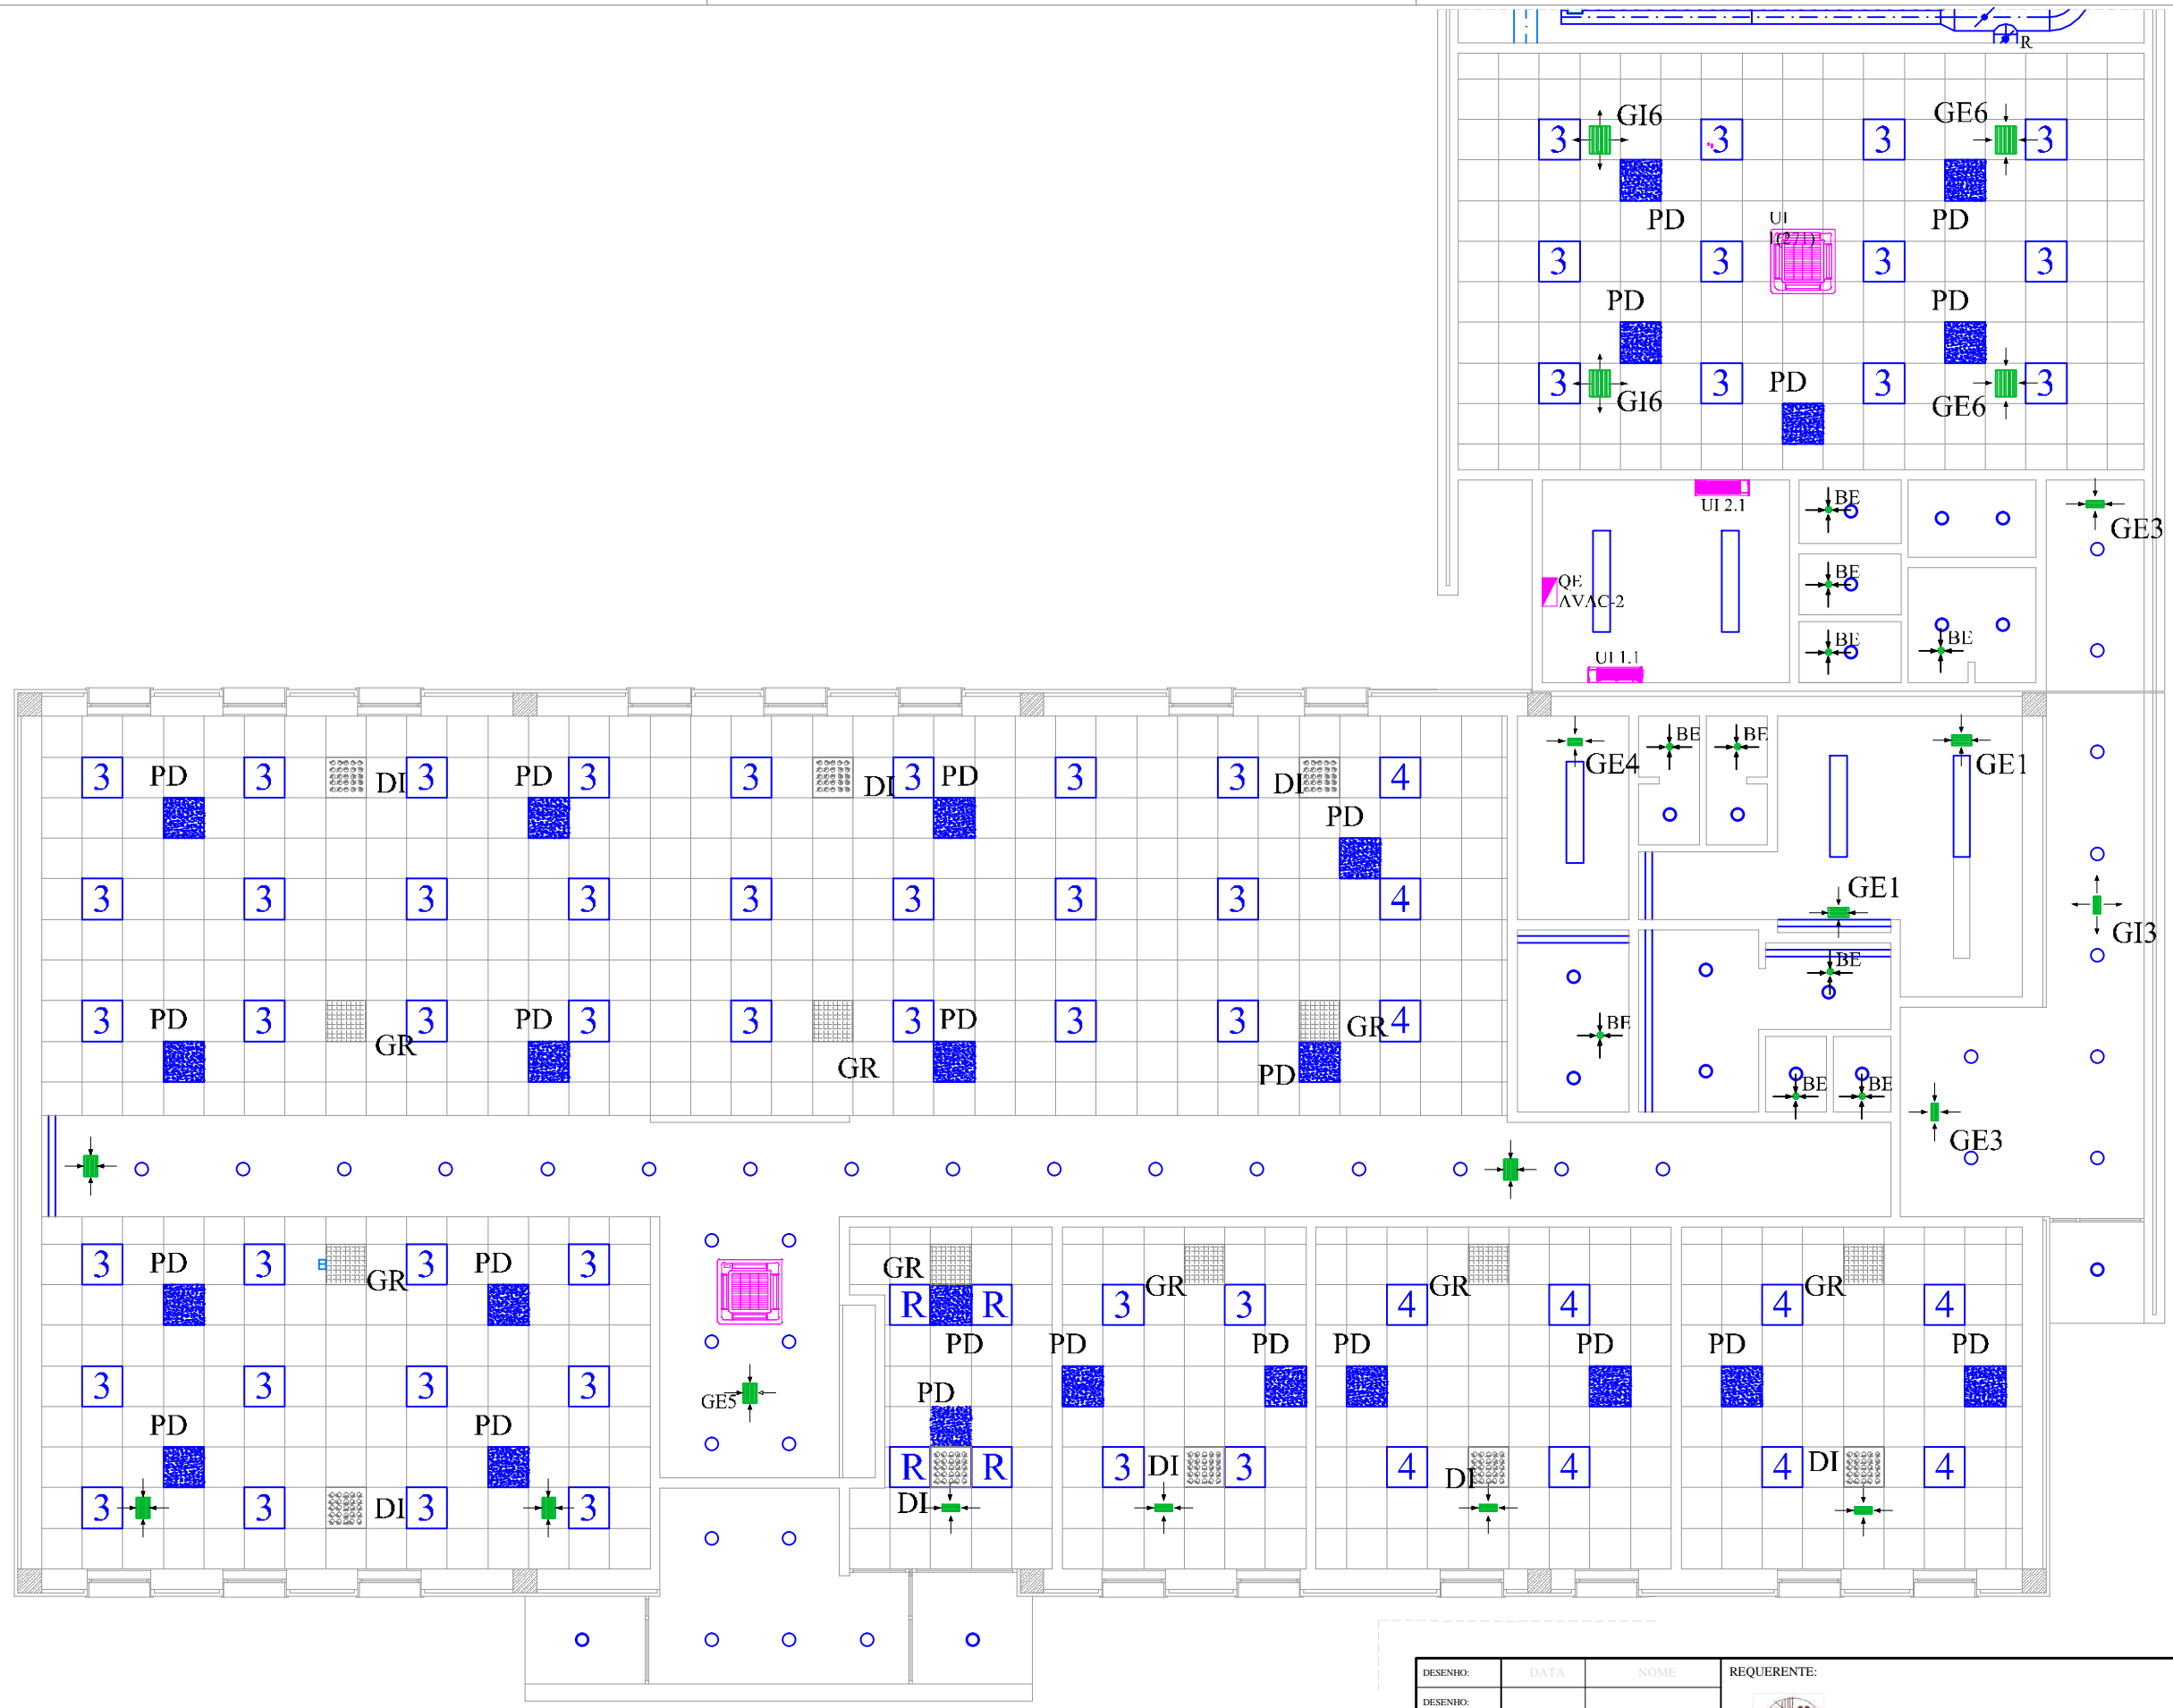 R
GI6 GE6
3 3 3 3
PD PD
UI
1(271)
3 3 3 3
PD PD
3 3 PD 3 3
GI6 GE6
UI 2.1
BE
GE3
QE BE
AVAC-2
BE BE
UI 1.1
BE BE
GE4 GE1
3 PD 3 DI 3 PD 3 3 DI 3 PD 3 3 DI 4
PD
3 3 3 3 3 3 3 3 4
GE1
GI3
BE
3 PD 3 3 PD 3 3 3 PD 3 3 GR 4
GR GR PD
BE
BE BE
GE3
3 PD 3 GR 3 PD 3
GR GR GR GR
R R 3 3 4 4 4 4
PD PD PD PD PD PD PD
3 3 3 3
GE5 PD
PD PD
R R 3 DI 3 4 DI 4 4 DI 4
3 3 DI 3 3
DI
DESENHO: DATA NOME REQUERENTE:
DESENHO: